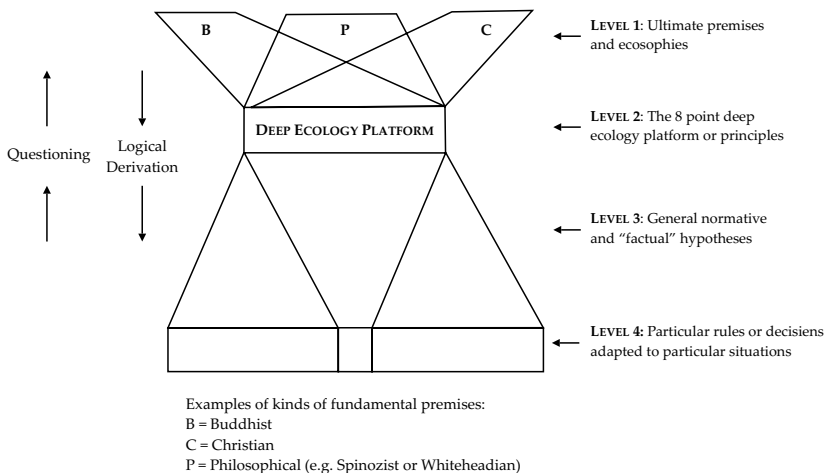 B
P
C
LEVEL 1: Ultimate premises
and ecosophies
DEEP ECOLOGY PLATFORM
LEVEL 2: The 8 point deep
ecology platform or principles
Questioning
Logical
Derivation
LEVEL 3: General normative
and “factual” hypotheses
LEVEL 4: Particular rules or decisiens
adapted to particular situations
Examples of kinds of fundamental premises:
B = Buddhist
C = Christian
P = Philosophical (e.g. Spinozist or Whiteheadian)